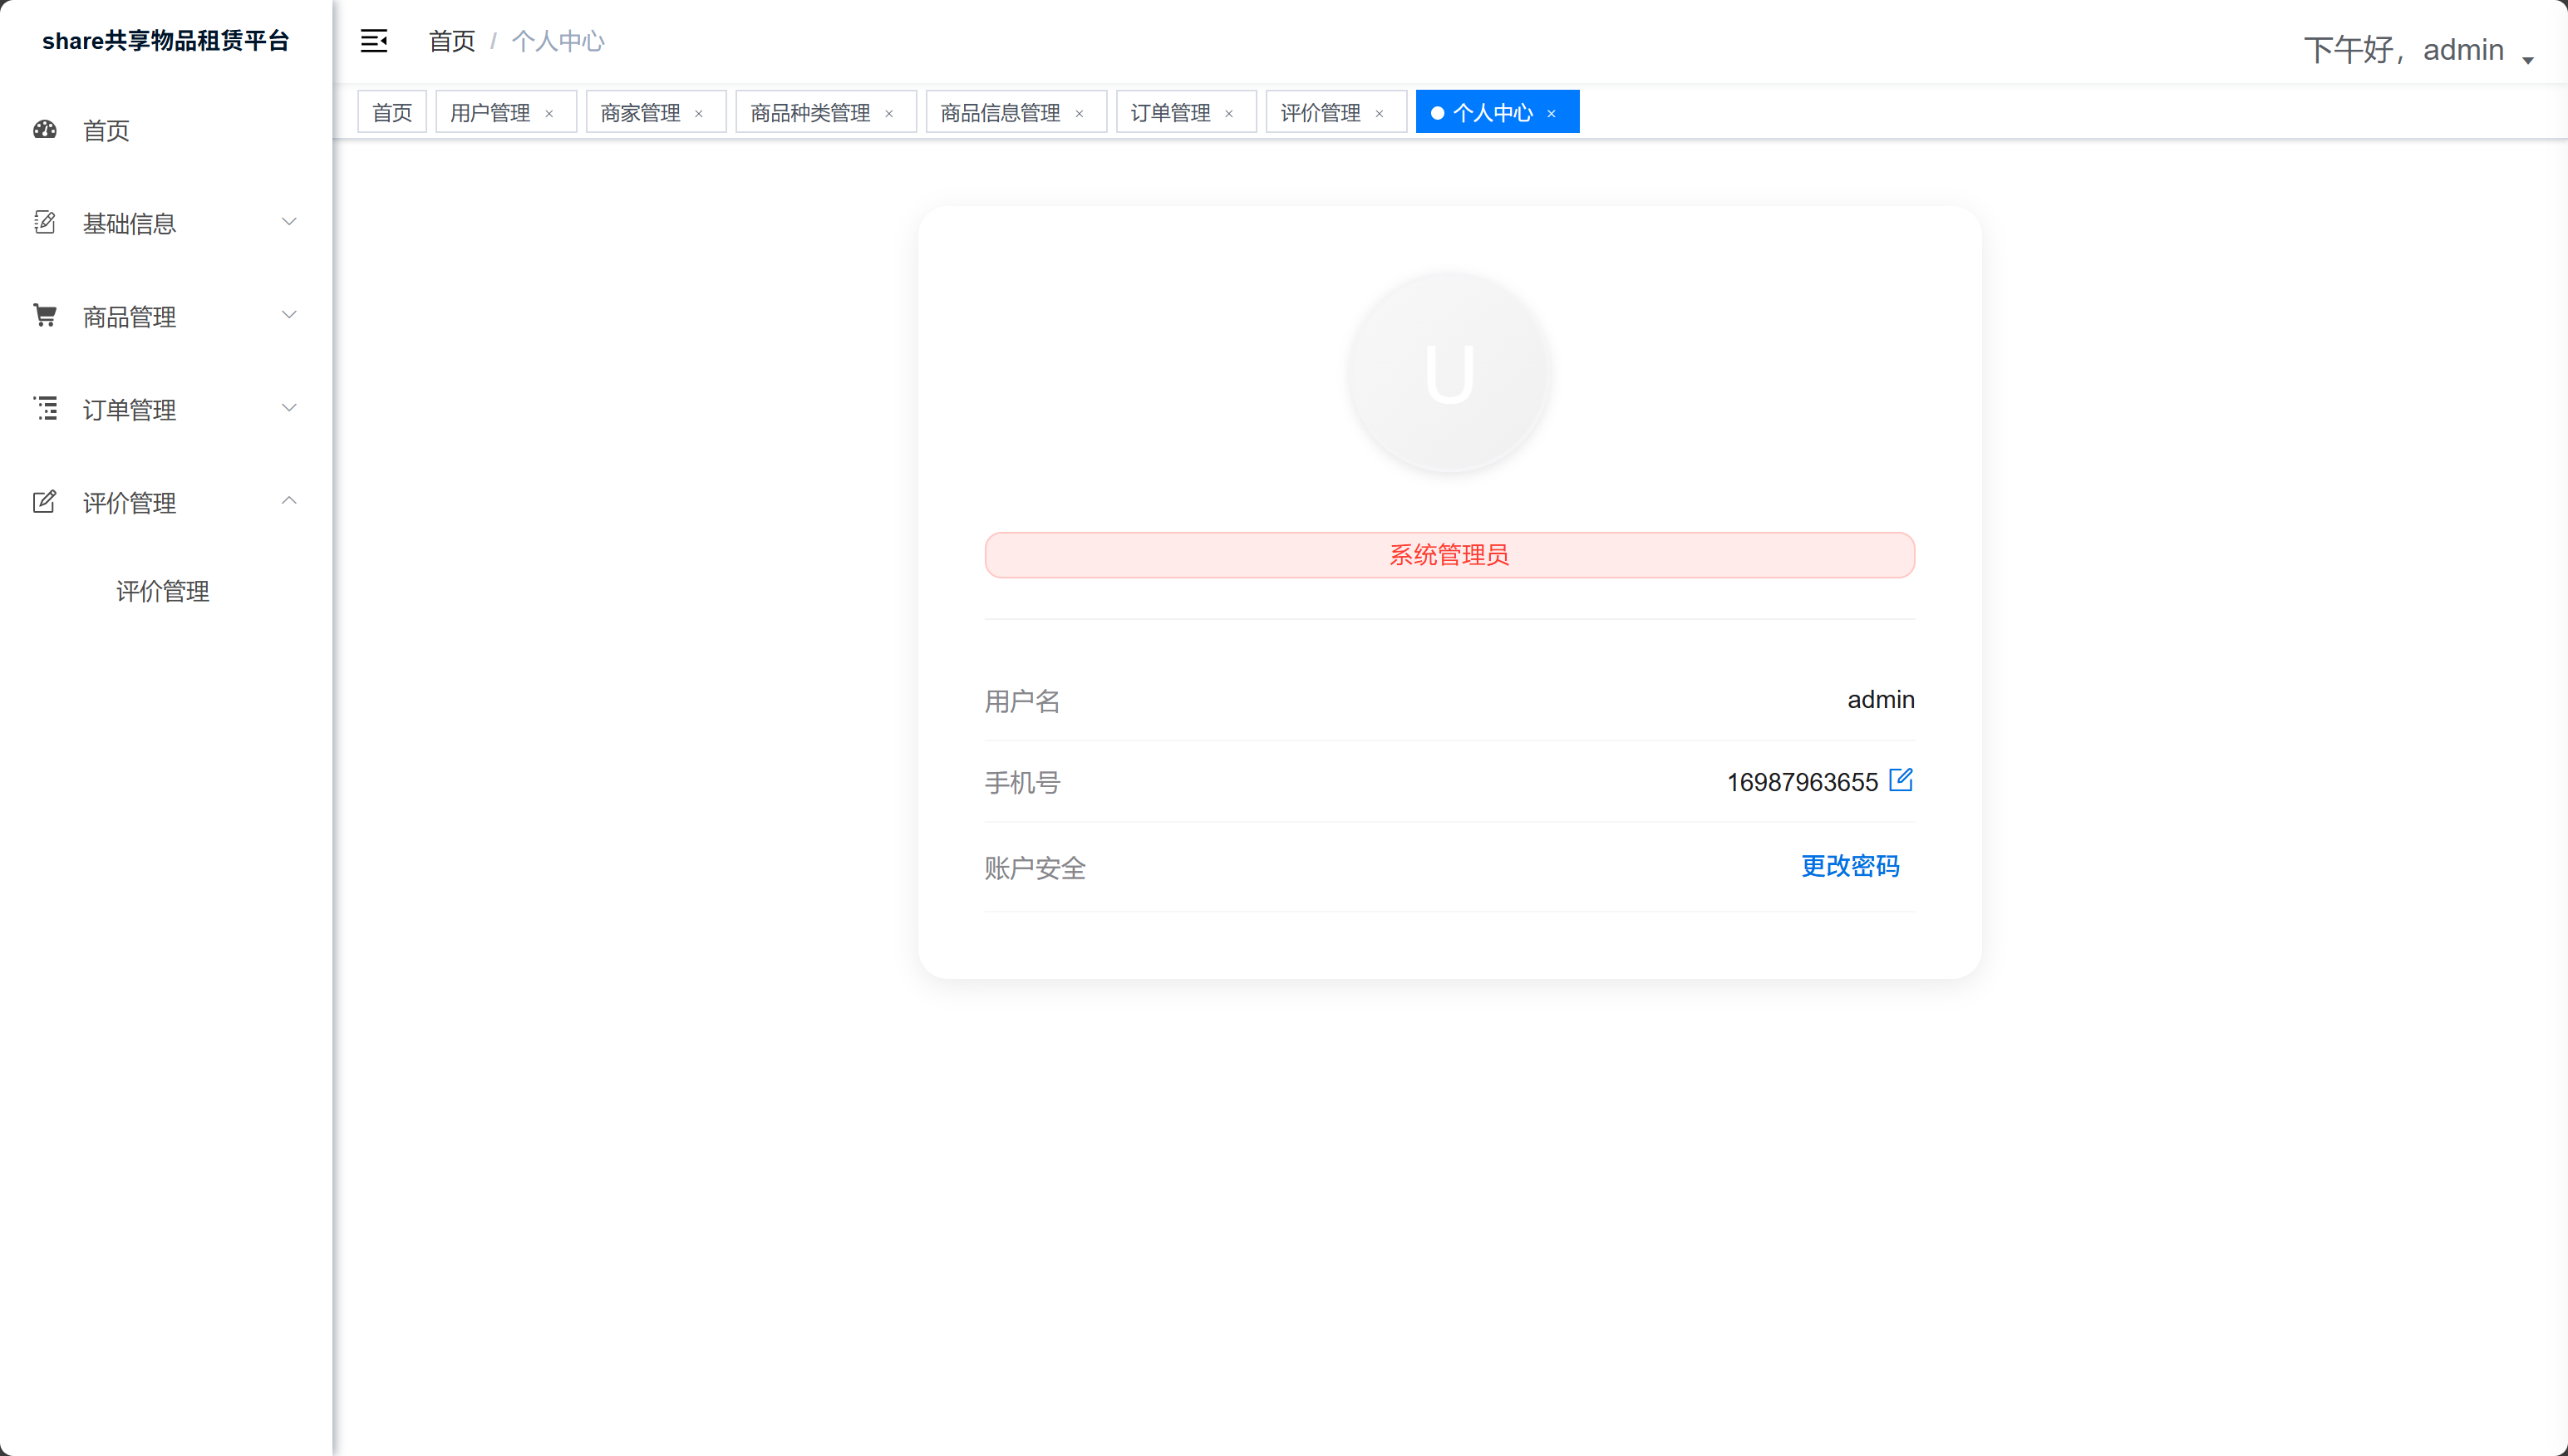 share共享物品租赁平台
首页 / 个人中心
下午好，admin
首页
用户管理 ×
商家管理 ×
商品种类管理 ×
商品信息管理 ×
订单管理 ×
评价管理 ×
个人中心 ×
首页
基础信息
商品管理
订单管理
评价管理
评价管理
U
系统管理员
用户名 admin
手机号 16987963655
账户安全 更改密码